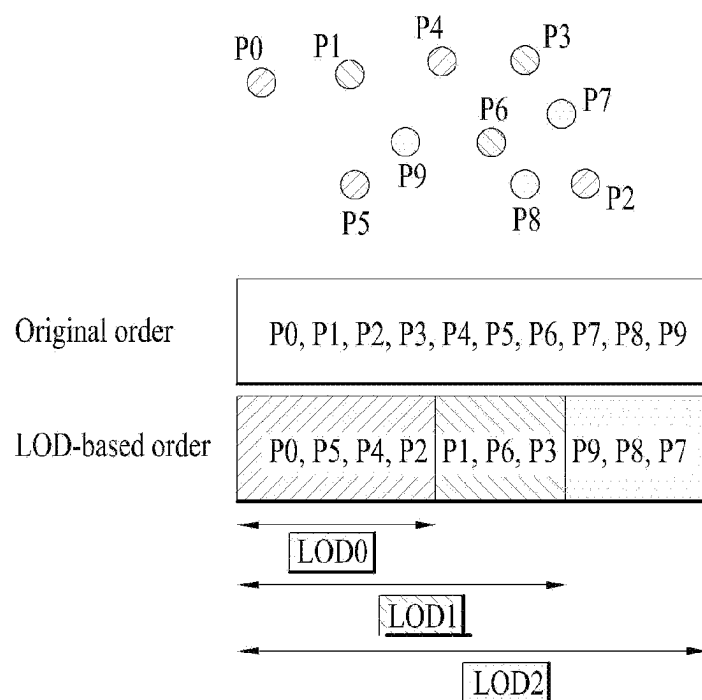 P4
P3
P0
P1
P7
P6
P9
P5
P8
P2
Original order
P0, P1, P2, P3, P4, P5, P6, P7, P8, P9
LOD-based order
P0, P5, P4, P2
P1, P6, P3
P9, P8, P7
LOD0
LOD1
LOD2